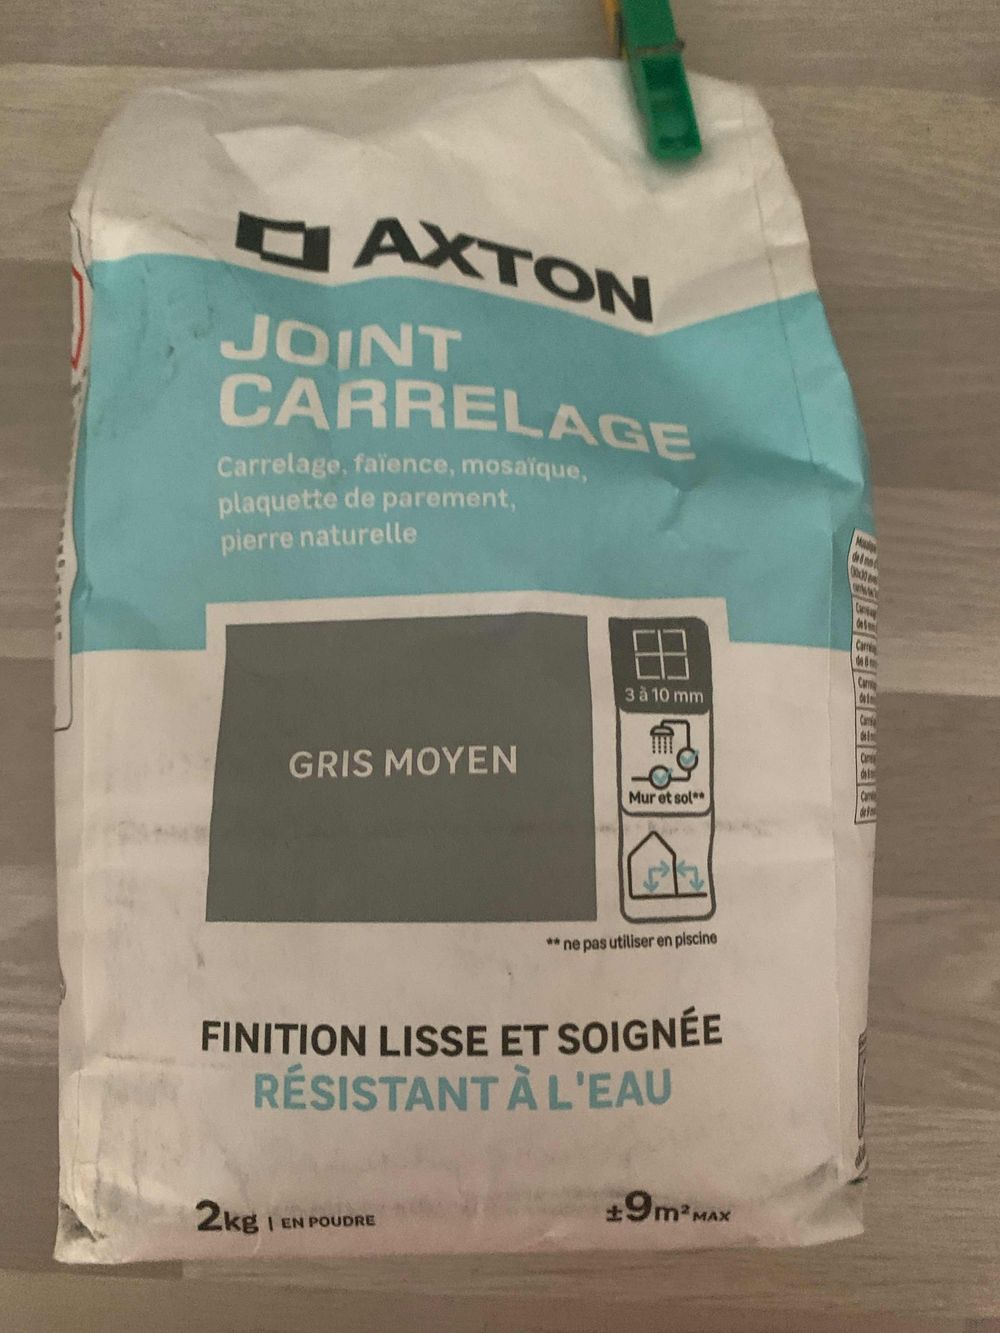 AXTON
JOINT
CARRELAGE
Carrelage, faïence, mosaïque,
plaquette de parement,
pierre naturelle
GRIS MOYEN
3 à 10 mm
Mur et sol**
** ne pas utiliser en piscine
FINITION LISSE ET SOIGNÉE
RÉSISTANT À L'EAU
2kg | EN POUDRE
±9m² MAX